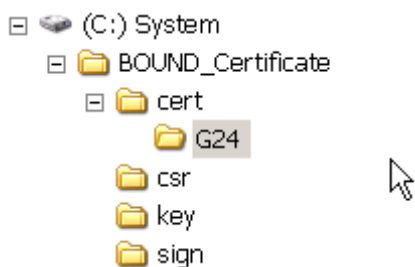 (C:) System
BOUND_Certificate
cert
G24
csr
key
sign